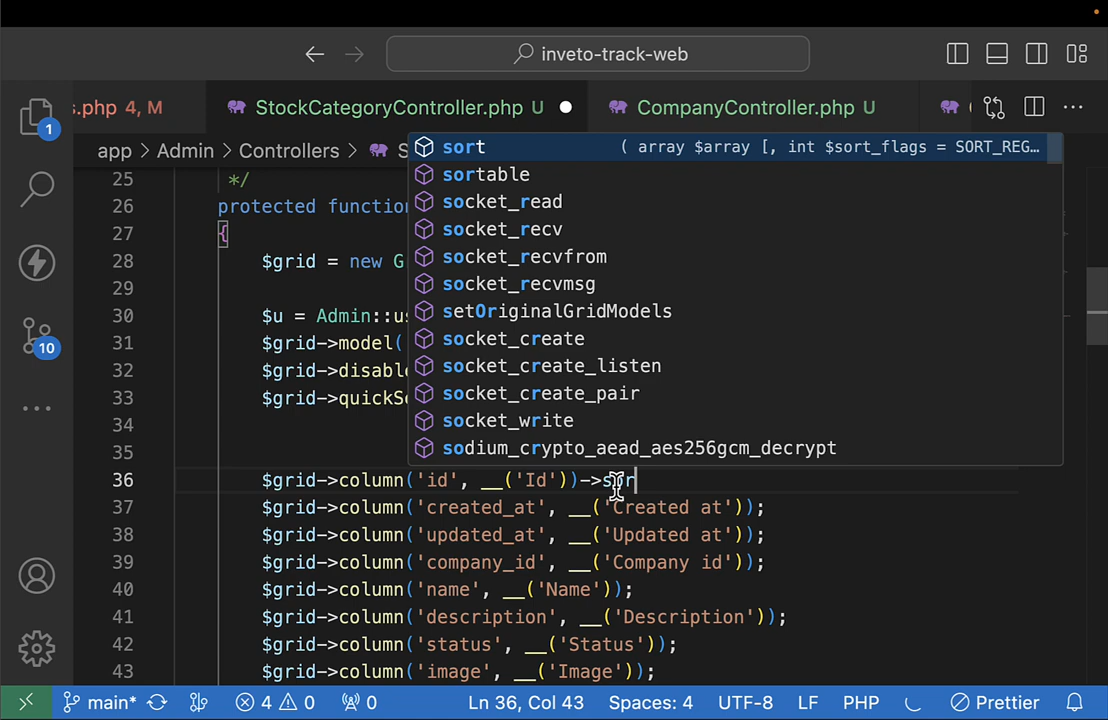 inveto-track-web
s.php 4, M
StockCategoryController.php U
CompanyController.php U
1
app > Admin > Controllers >
sort ( array $array [, int $sort_flags = SORT_REG…
sortable
socket_read
socket_recv
socket_recvfrom
socket_recvmsg
setOriginalGridModels
socket_create
socket_create_listen
socket_create_pair
socket_write
sodium_crypto_aead_aes256gcm_decrypt
25 */
26 protected function
27 {
28 $grid = new G
29
30 $u = Admin::us
31 $grid->model(
32 $grid->disable
33 $grid->quickSe
34
35
36 $grid->column('id', __('Id'))->sor
37 $grid->column('created_at', __('Created at'));
38 $grid->column('updated_at', __('Updated at'));
39 $grid->column('company_id', __('Company id'));
40 $grid->column('name', __('Name'));
41 $grid->column('description', __('Description'));
42 $grid->column('status', __('Status'));
43 $grid->column('image', __('Image'));
10
main* 4 0 0 Ln 36, Col 43 Spaces: 4 UTF-8 LF PHP Prettier